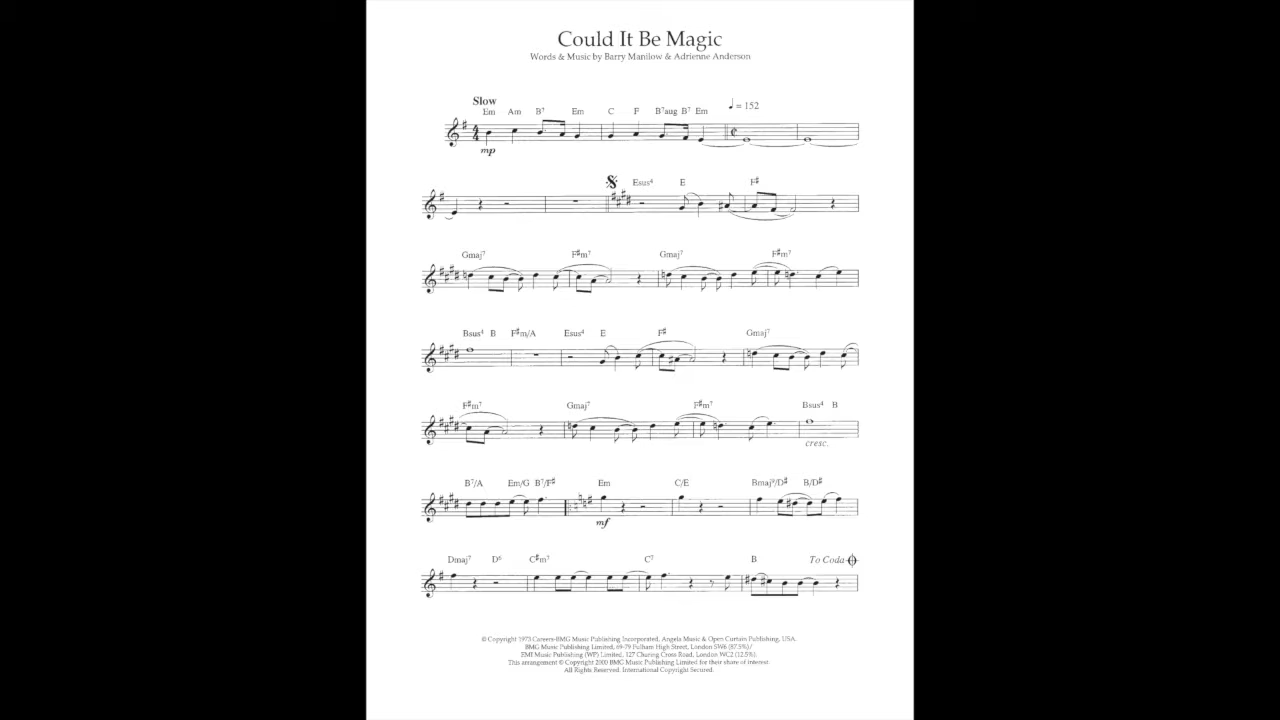 Could It Be Magic
Words & Music by Barry Manilow & Adrienne Anderson
Slow
Em Am B7 Em C F B7aug B7 Em ♩ = 152
4
4
mp
Esus4 E F♯
Gmaj7 F♯m7 Gmaj7 F♯m7
Bsus4 B F♯m/A Esus4 E F♯ Gmaj7
F♯m7 Gmaj7 F♯m7 Bsus4 B
cresc.
B7/A Em/G B7/F♯ Em C/E Bmaj9/D♯ B/D♯
mf
Dmaj7 D6 C♯m7 C7 B To Coda
© Copyright 1973 Careers-BMG Music Publishing Incorporated, Angela Music & Open Curtain Publishing, USA.
BMG Music Publishing Limited, 69-79 Fulham High Street, London SW6 (87.5%)/
EMI Music Publishing (WP) Limited, 127 Charing Cross Road, London WC2 (12.5%).
This arrangement © Copyright 2000 BMG Music Publishing Limited for their share of interest.
All Rights Reserved. International Copyright Secured.